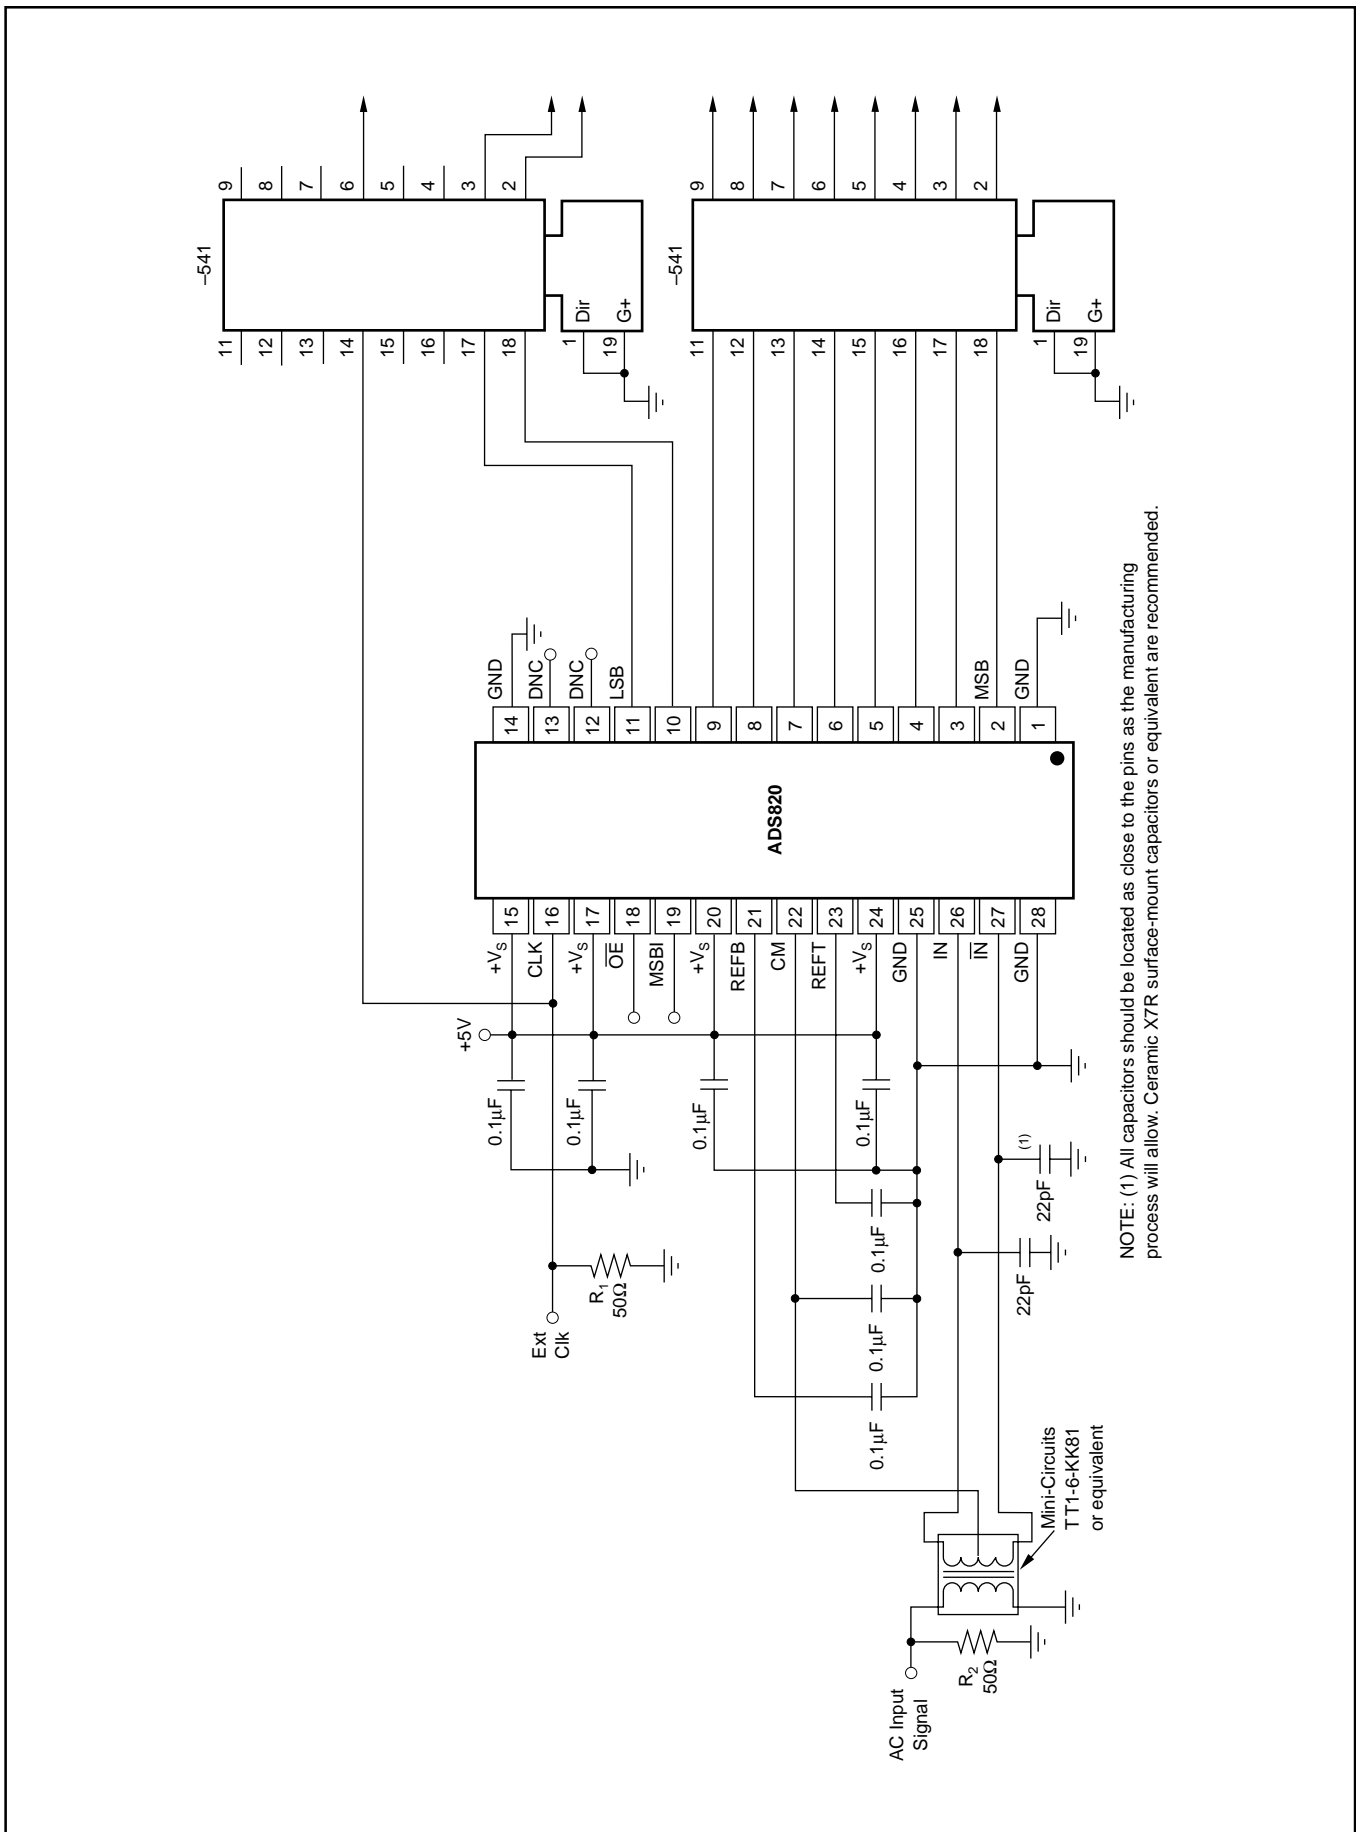 –541
11
12
13
14
15
16
17
18
9
8
7
6
5
4
3
2
1
Dir
19
G+
–541
11
12
13
14
15
16
17
18
9
8
7
6
5
4
3
2
1
Dir
19
G+
GND
DNC
DNC
LSB
MSB
GND
14
13
12
11
10
9
8
7
6
5
4
3
2
1
ADS820
15
16
17
18
19
20
21
22
23
24
25
26
27
28
+VS
CLK
+VS
OE
MSBI
+VS
REFB
CM
REFT
+VS
GND
IN
IN
GND
+5V
0.1µF
0.1µF
0.1µF
0.1µF
0.1µF
0.1µF
0.1µF
Ext
Clk
R1
50Ω
22pF
(1)
22pF
Mini-Circuits
TT1-6-KK81
or equivalent
AC Input
Signal
R2
50Ω
NOTE: (1) All capacitors should be located as close to the pins as the manufacturing
process will allow. Ceramic X7R surface-mount capacitors or equivalent are recommended.